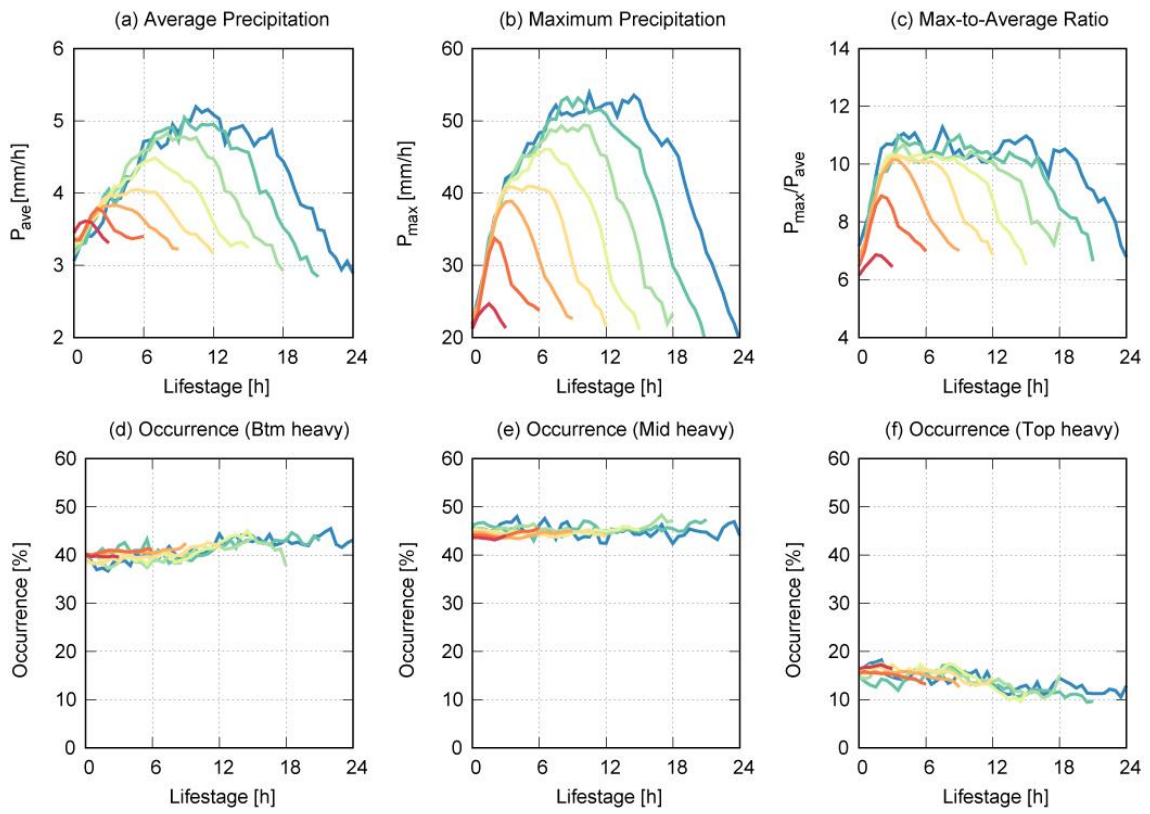 (a) Average Precipitation
6
5
4
3
2
P_ave[mm/h]
0 6 12 18 24
Lifestage [h]
(b) Maximum Precipitation
60
50
40
30
20
P_max [mm/h]
0 6 12 18 24
Lifestage [h]
(c) Max-to-Average Ratio
14
12
10
8
6
4
P_max/P_ave
0 6 12 18 24
Lifestage [h]
(d) Occurrence (Btm heavy)
60
50
40
30
20
10
0
Occurrence [%]
0 6 12 18 24
Lifestage [h]
(e) Occurrence (Mid heavy)
60
50
40
30
20
10
0
Occurrence [%]
0 6 12 18 24
Lifestage [h]
(f) Occurrence (Top heavy)
60
50
40
30
20
10
0
Occurrence [%]
0 6 12 18 24
Lifestage [h]